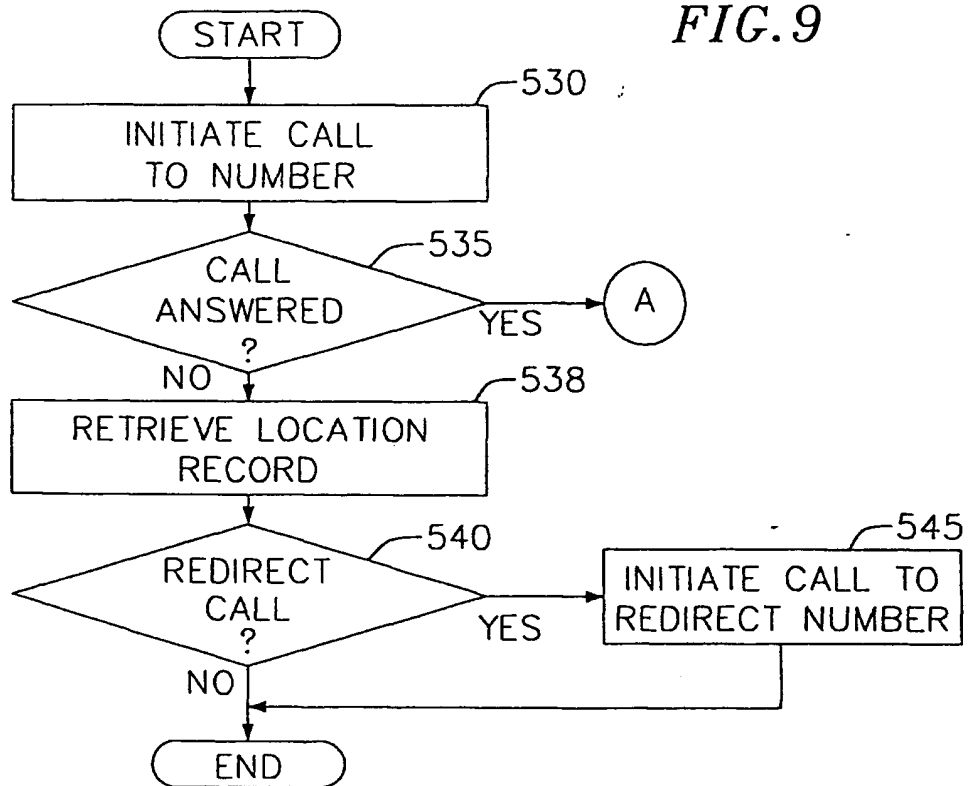 FIG.9
START
530
INITIATE CALL
TO NUMBER
535
CALL
ANSWERED
?
YES
A
NO
538
RETRIEVE LOCATION
RECORD
540
REDIRECT
CALL
?
YES
545
INITIATE CALL TO
REDIRECT NUMBER
NO
END